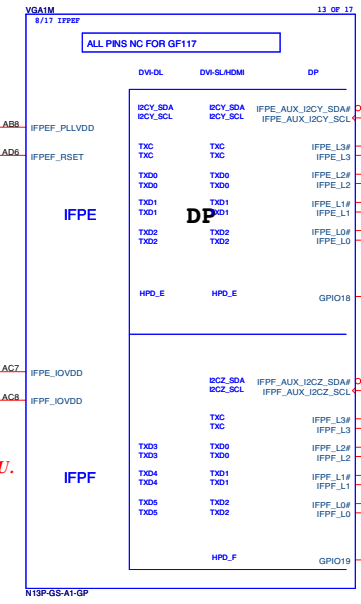 VGA1M 13 OF 17
8/17 IFPEF
ALL PINS NC FOR GF117
DVI-DL DVI-SL/HDMI DP
I2CY_SDA I2CY_SDA IFPE_AUX_I2CY_SDA#
I2CY_SCL I2CY_SCL IFPE_AUX_I2CY_SCL
AB8 IFPEF_PLLVDD
TXC TXC IFPE_L3#
TXC TXC IFPE_L3
AD6 IFPEF_RSET
TXD0 TXD0 IFPE_L2#
TXD0 TXD0 IFPE_L2
TXD1 TXD1 IFPE_L1#
IFPE TXD1 DP TXD1 IFPE_L1
TXD2 TXD2 IFPE_L0#
TXD2 TXD2 IFPE_L0
HPD_E HPD_E GPIO18
AC7 IFPE_IOVDD
I2CZ_SDA IFPF_AUX_I2CZ_SDA#
I2CZ_SCL IFPF_AUX_I2CZ_SCL
AC8 IFPF_IOVDD
TXC IFPF_L3#
TXC IFPF_L3
TXD3 TXD0 IFPF_L2#
TXD3 TXD0 IFPF_L2
U.
IFPF TXD4 TXD1 IFPF_L1#
TXD4 TXD1 IFPF_L1
TXD5 TXD2 IFPF_L0#
TXD5 TXD2 IFPF_L0
HPD_F GPIO19
N13P-GS-A1-GP